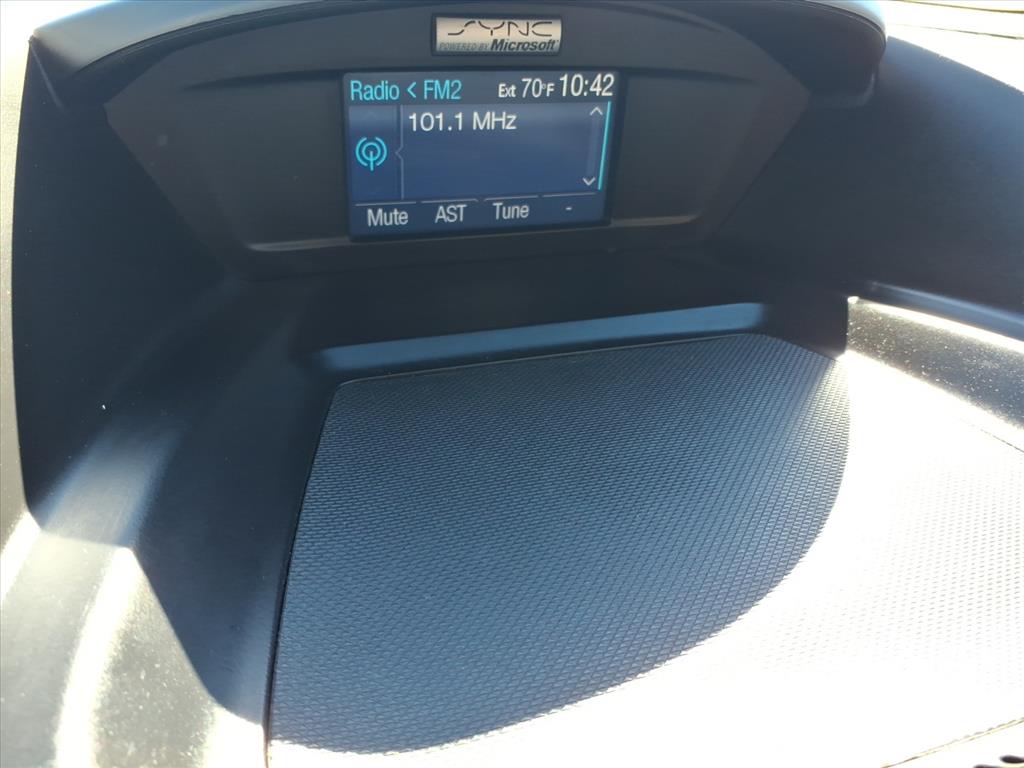 SYNC
POWERED BY Microsoft
Radio < FM2 Ext 70°F 10:42
101.1 MHz
Mute AST Tune -